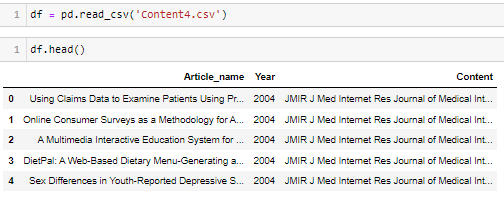 1 df = pd.read_csv('Content4.csv')
1 df.head()
Article_name Year Content
0 Using Claims Data to Examine Patients Using Pr... 2004 JMIR J Med Internet Res Journal of Medical Int...
1 Online Consumer Surveys as a Methodology for A... 2004 JMIR J Med Internet Res Journal of Medical Int...
2 A Multimedia Interactive Education System for ... 2004 JMIR J Med Internet Res Journal of Medical Int...
3 DietPal: A Web-Based Dietary Menu-Generating a... 2004 JMIR J Med Internet Res Journal of Medical Int...
4 Sex Differences in Youth-Reported Depressive S... 2004 JMIR J Med Internet Res Journal of Medical Int...